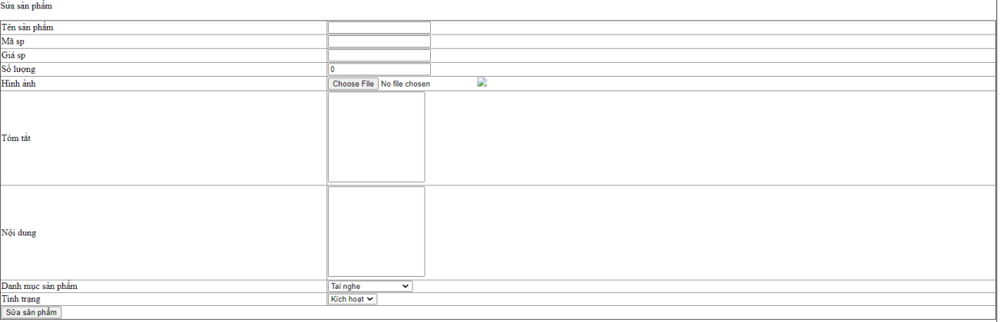 Sửa sản phẩm
Tên sản phẩm
Mã sp
Giá sp
Số lượng 0
Hình ảnh Choose File No file chosen
Tóm tắt
Nội dung
Danh mục sản phẩm Tai nghe
Tình trạng Kích hoạt
Sửa sản phẩm